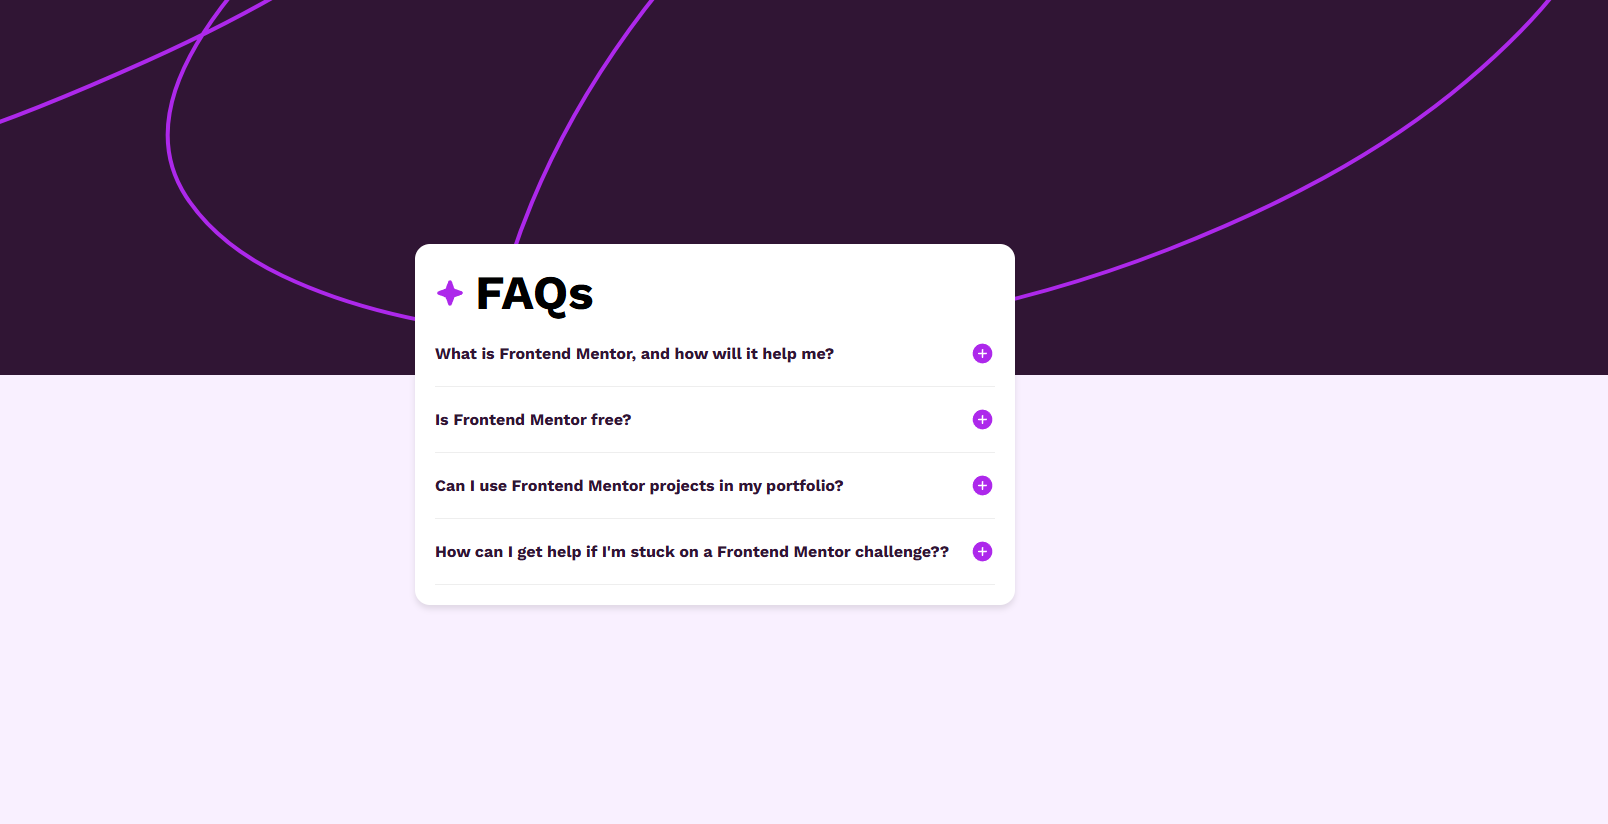 FAQs
What is Frontend Mentor, and how will it help me?
Is Frontend Mentor free?
Can I use Frontend Mentor projects in my portfolio?
How can I get help if I'm stuck on a Frontend Mentor challenge??